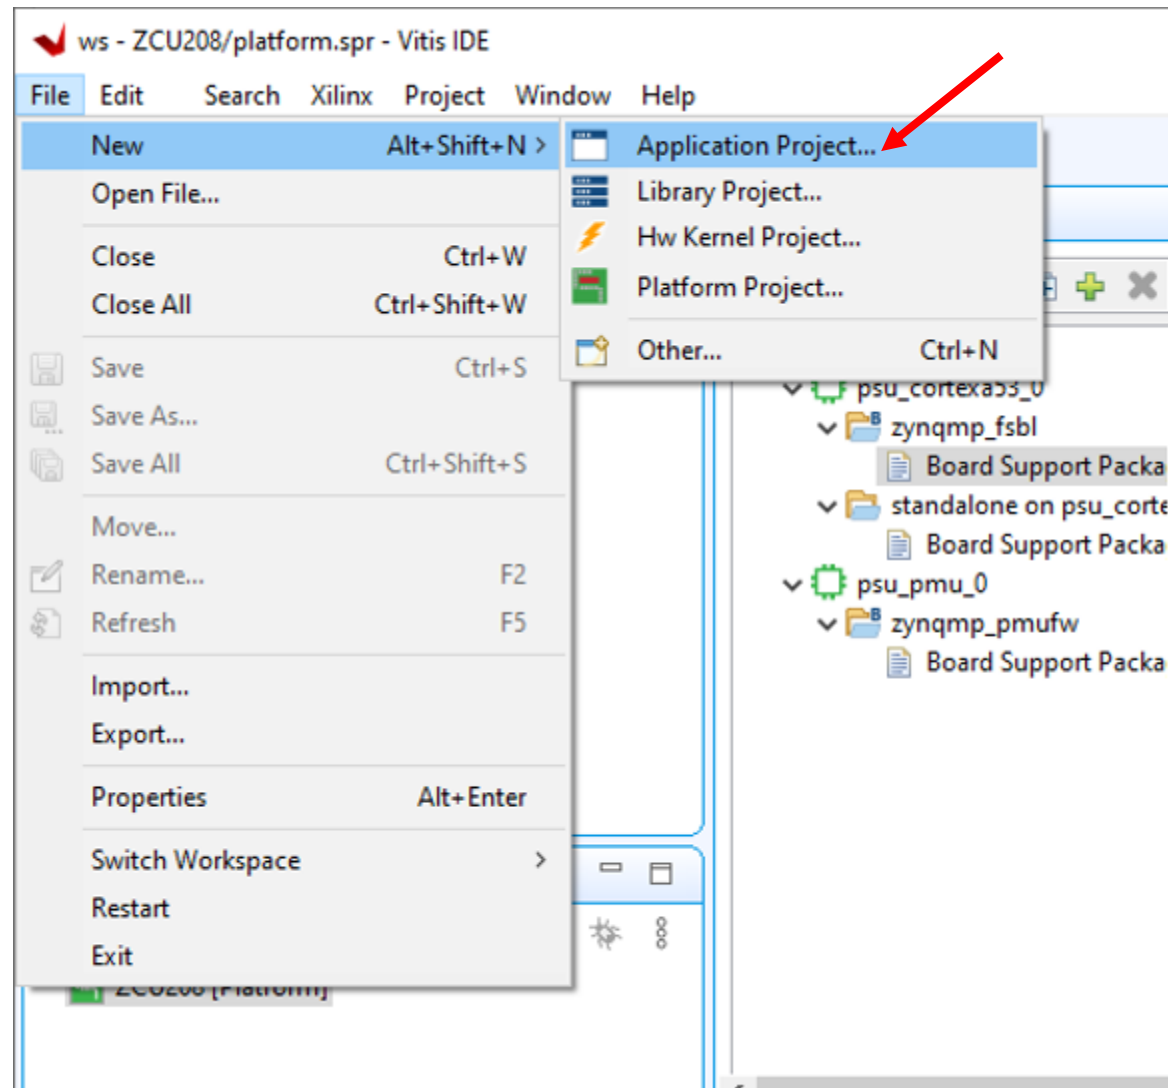 ws - ZCU208/platform.spr - Vitis IDE
File Edit Search Xilinx Project Window Help
New Alt+Shift+N >
Application Project...
Open File...
Library Project...
Hw Kernel Project...
Close Ctrl+W
Platform Project...
Close All Ctrl+Shift+W
Other... Ctrl+N
Save Ctrl+S
psu_cortexa53_0
Save As...
zynqmp_fsbl
Save All Ctrl+Shift+S
Board Support Packa
standalone on psu_corte
Move...
Board Support Packa
Rename... F2
psu_pmu_0
Refresh F5
zynqmp_pmufw
Board Support Packa
Import...
Export...
Properties Alt+Enter
Switch Workspace >
Restart
Exit
ZCU208 [Platform]